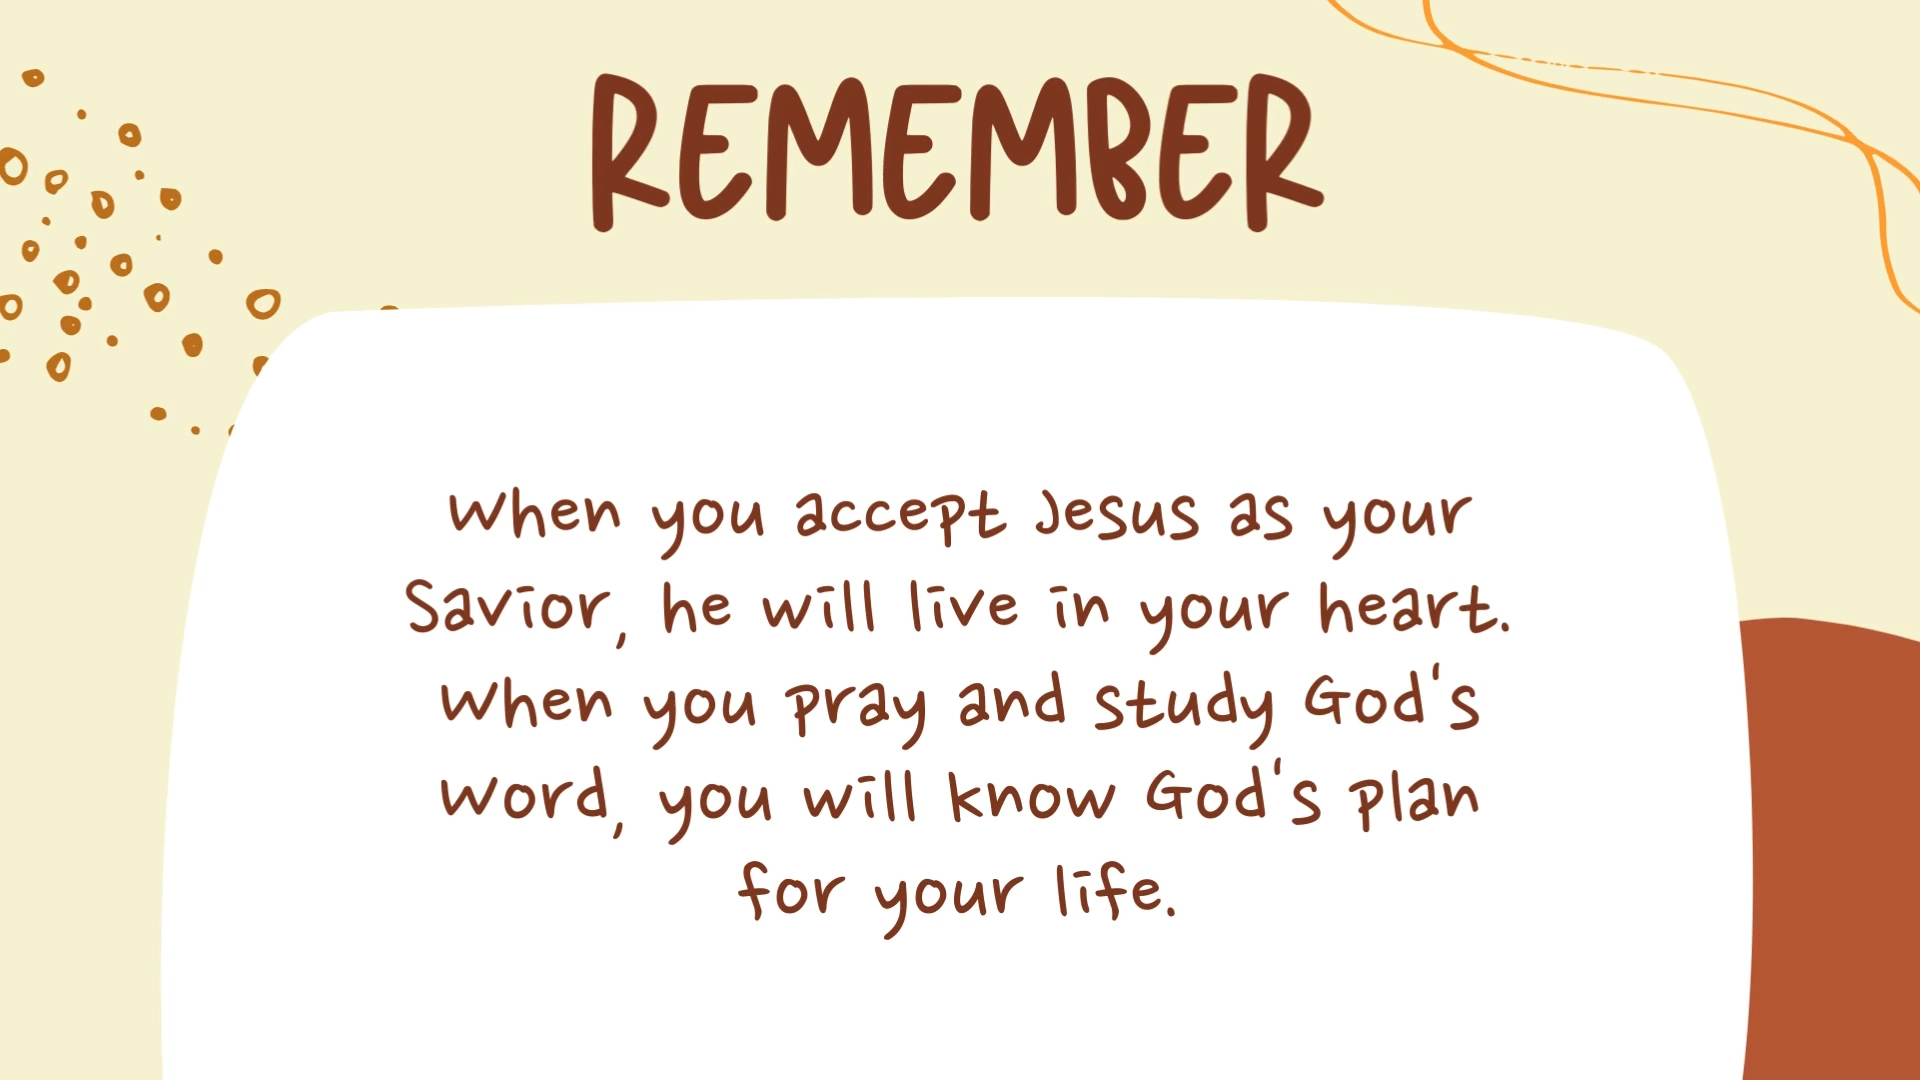 REMEMBER
When you accept Jesus as your
Savior, he will live in your heart.
When you pray and study God's
Word, you will know God's plan
for your life.